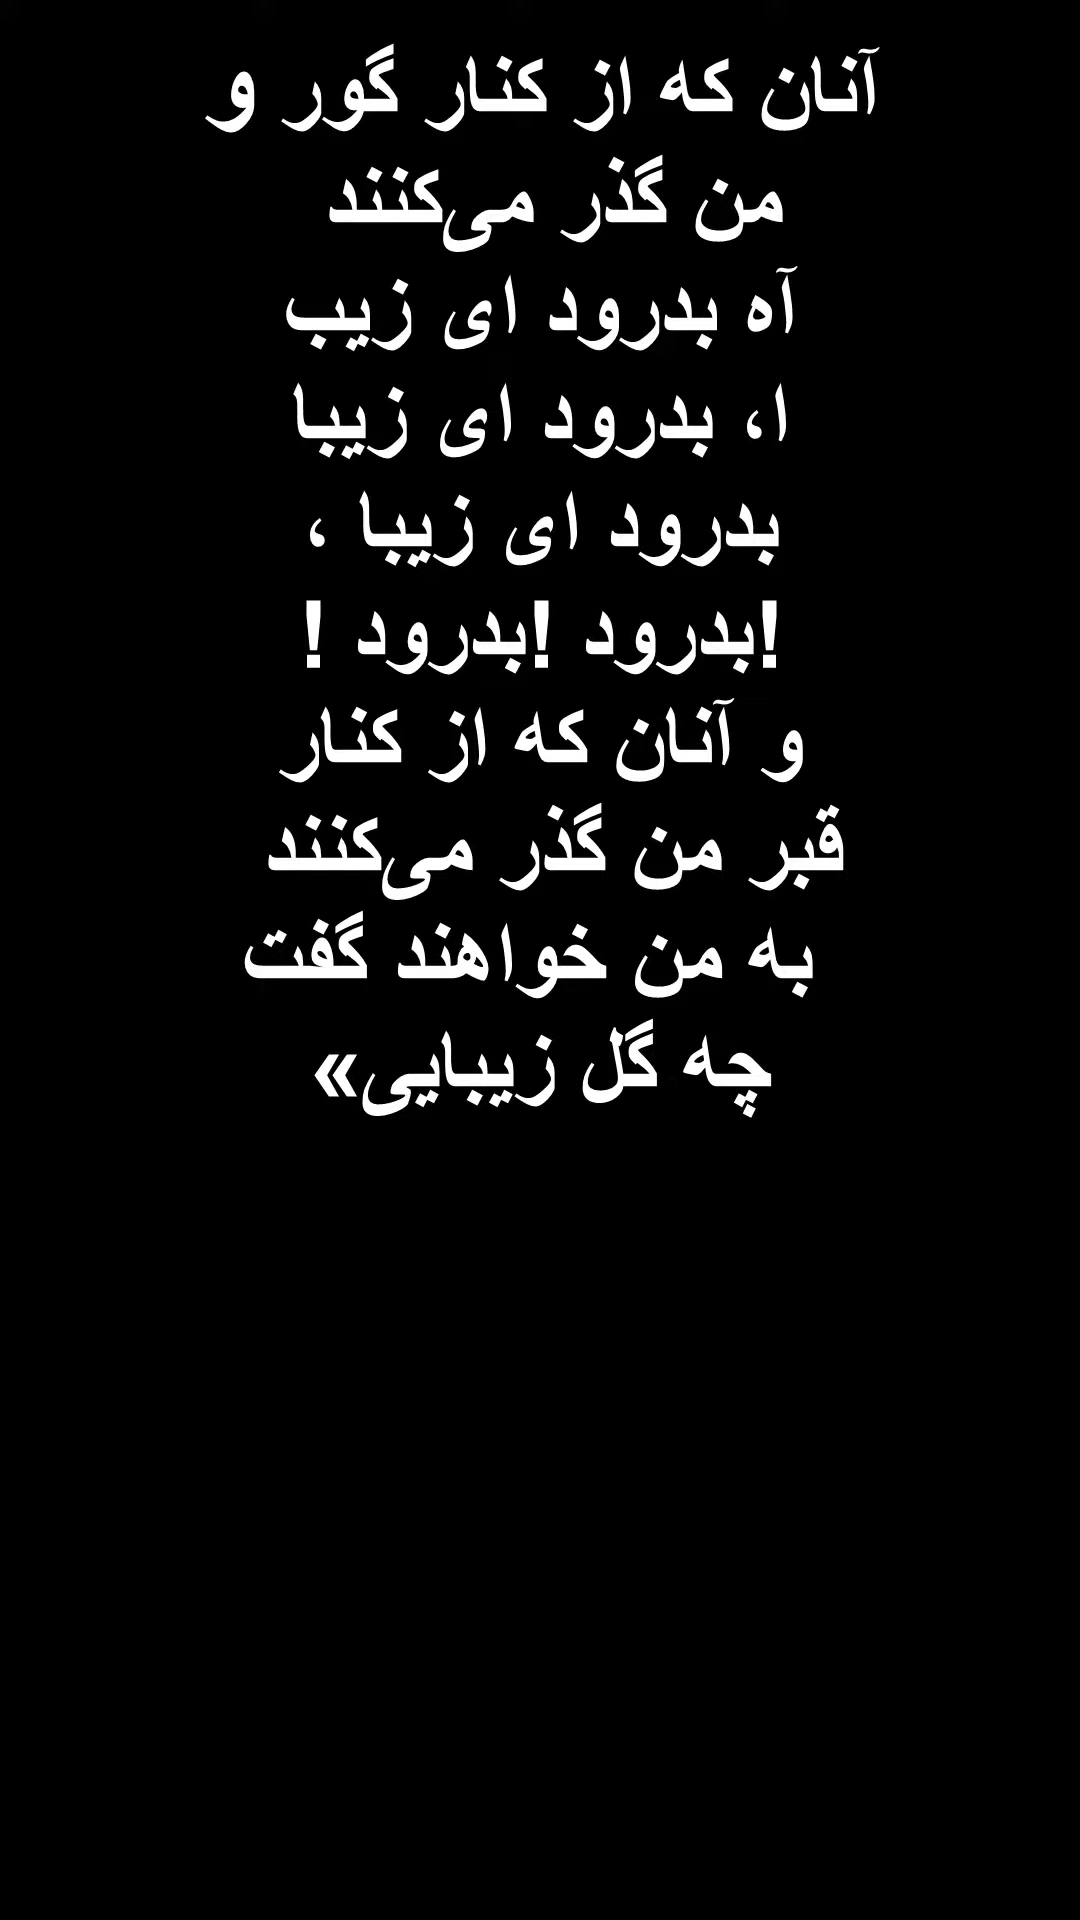 آنان که از کنار گور و
من گذر می‌کنند
آه بدرود ای زیب
ا، بدرود ای زیبا
بدرود ای زیبا ،
!بدرود !بدرود !
و آنان که از کنار
قبر من گذر می‌کنند
به من خواهند گفت
چه گل زیبایی»